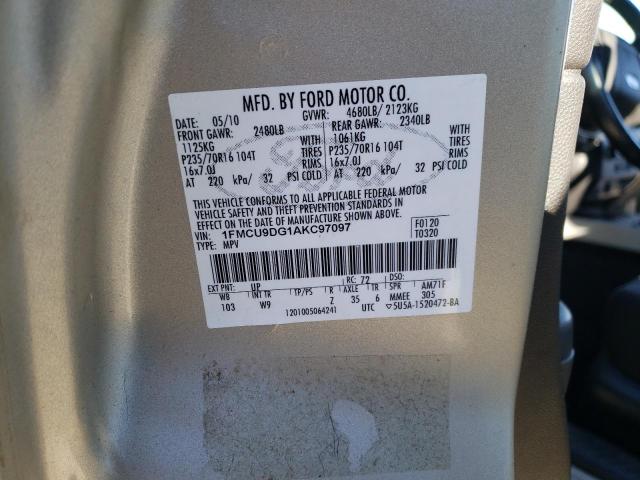 MFD. BY FORD MOTOR CO.
DATE: 05/10 GVWR: 4680LB/ 2123KG
FRONT GAWR: 2480LB REAR GAWR: 2340LB
1125KG WITH 1061KG WITH
P235/70R16 104T TIRES P235/70R16 104T TIRES
16x7.0J RIMS 16x7.0J RIMS
AT 220 kPa/ 32 PSI COLD AT 220 kPa/ 32 PSI COLD
Ford
THIS VEHICLE CONFORMS TO ALL APPLICABLE FEDERAL MOTOR
VEHICLE SAFETY AND THEFT PREVENTION STANDARDS IN
EFFECT ON THE DATE OF MANUFACTURE SHOWN ABOVE.
VIN: 1FMCU9DG1AKC97097 F0120
TYPE: MPV T0320
EXT PNT: UP RC: 72 DSO:
WB INT TR TP/PS R AXLE TR SPR AM71F
103 W9 Z 35 6 MMEE 305
1201005064241 UTC ▽5U5A-1520472-BA